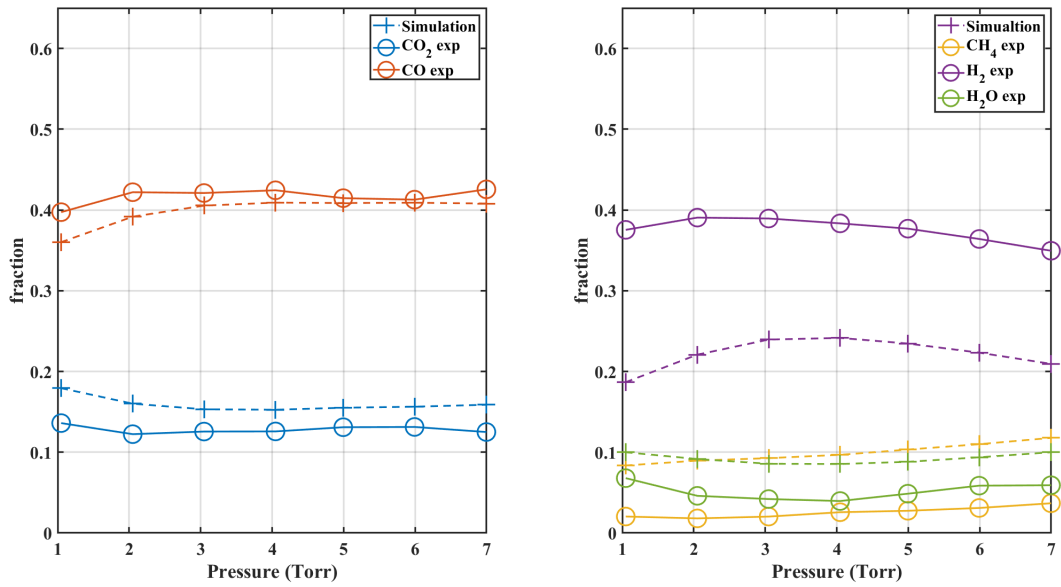 Simulation
CO2 exp
CO exp
0.6
0.5
0.4
0.3
0.2
0.1
0
fraction
1 2 3 4 5 6 7
Pressure (Torr)
Simualtion
CH4 exp
H2 exp
H2O exp
0.6
0.5
0.4
0.3
0.2
0.1
0
fraction
1 2 3 4 5 6 7
Pressure (Torr)